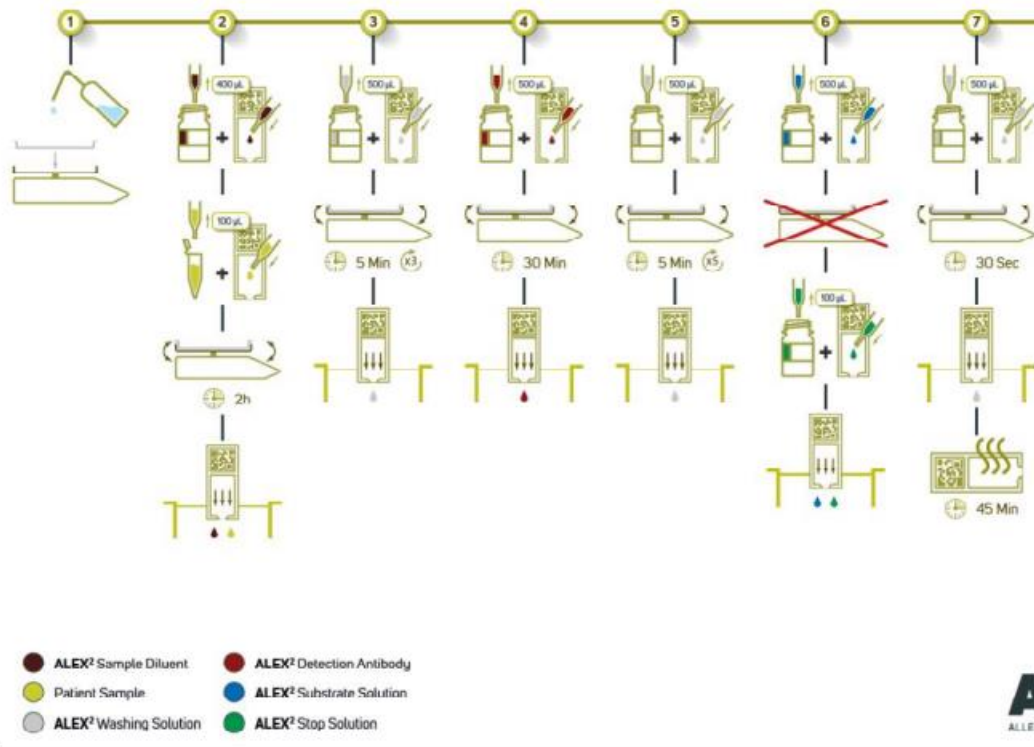 1 2 3 4 5 6 7
400 µL 500 µL 500 µL 500 µL 500 µL 500 µL
100 µL
5 Min x3 30 Min 5 Min x5 30 Sec
100 µL
2h
45 Min
ALEX² Sample Diluent ALEX² Detection Antibody
Patient Sample ALEX² Substrate Solution
ALEX² Washing Solution ALEX² Stop Solution
A
ALLE